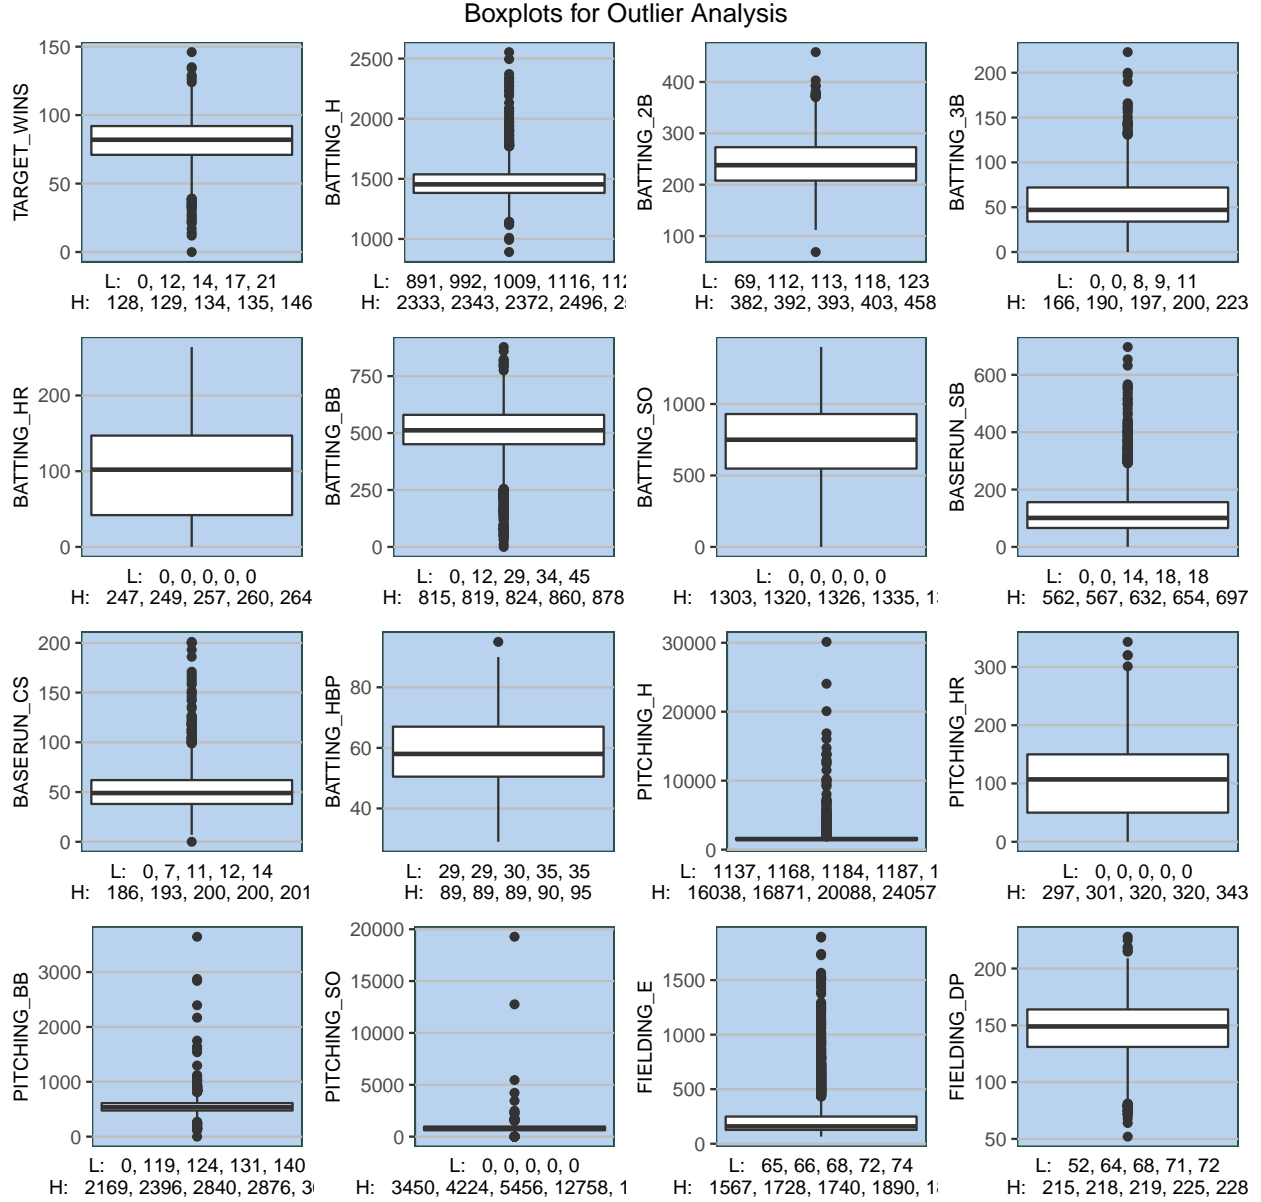 Boxplots for Outlier Analysis
TARGET_WINS
150
100
50
0
L: 0, 12, 14, 17, 21
H: 128, 129, 134, 135, 146
BATTING_H
2500
2000
1500
1000
L: 891, 992, 1009, 1116, 112
H: 2333, 2343, 2372, 2496, 2
BATTING_2B
400
300
200
100
L: 69, 112, 113, 118, 123
H: 382, 392, 393, 403, 458
BATTING_3B
200
150
100
50
0
L: 0, 0, 8, 9, 11
H: 166, 190, 197, 200, 223
BATTING_HR
200
100
0
L: 0, 0, 0, 0, 0
H: 247, 249, 257, 260, 264
BATTING_BB
750
500
250
0
L: 0, 12, 29, 34, 45
H: 815, 819, 824, 860, 878
BATTING_SO
1000
500
0
L: 0, 0, 0, 0, 0
H: 1303, 1320, 1326, 1335, 1
BASERUN_SB
600
400
200
0
L: 0, 0, 14, 18, 18
H: 562, 567, 632, 654, 697
BASERUN_CS
200
150
100
50
0
L: 0, 7, 11, 12, 14
H: 186, 193, 200, 200, 201
BATTING_HBP
80
60
40
L: 29, 29, 30, 35, 35
H: 89, 89, 89, 90, 95
PITCHING_H
30000
20000
10000
0
L: 1137, 1168, 1184, 1187, 1
H: 16038, 16871, 20088, 24057
PITCHING_HR
300
200
100
0
L: 0, 0, 0, 0, 0
H: 297, 301, 320, 320, 343
PITCHING_BB
3000
2000
1000
0
L: 0, 119, 124, 131, 140
H: 2169, 2396, 2840, 2876, 3
PITCHING_SO
20000
15000
10000
5000
0
L: 0, 0, 0, 0, 0
H: 3450, 4224, 5456, 12758, 1
FIELDING_E
1500
1000
500
0
L: 65, 66, 68, 72, 74
H: 1567, 1728, 1740, 1890, 1
FIELDING_DP
200
150
100
50
L: 52, 64, 68, 71, 72
H: 215, 218, 219, 225, 228